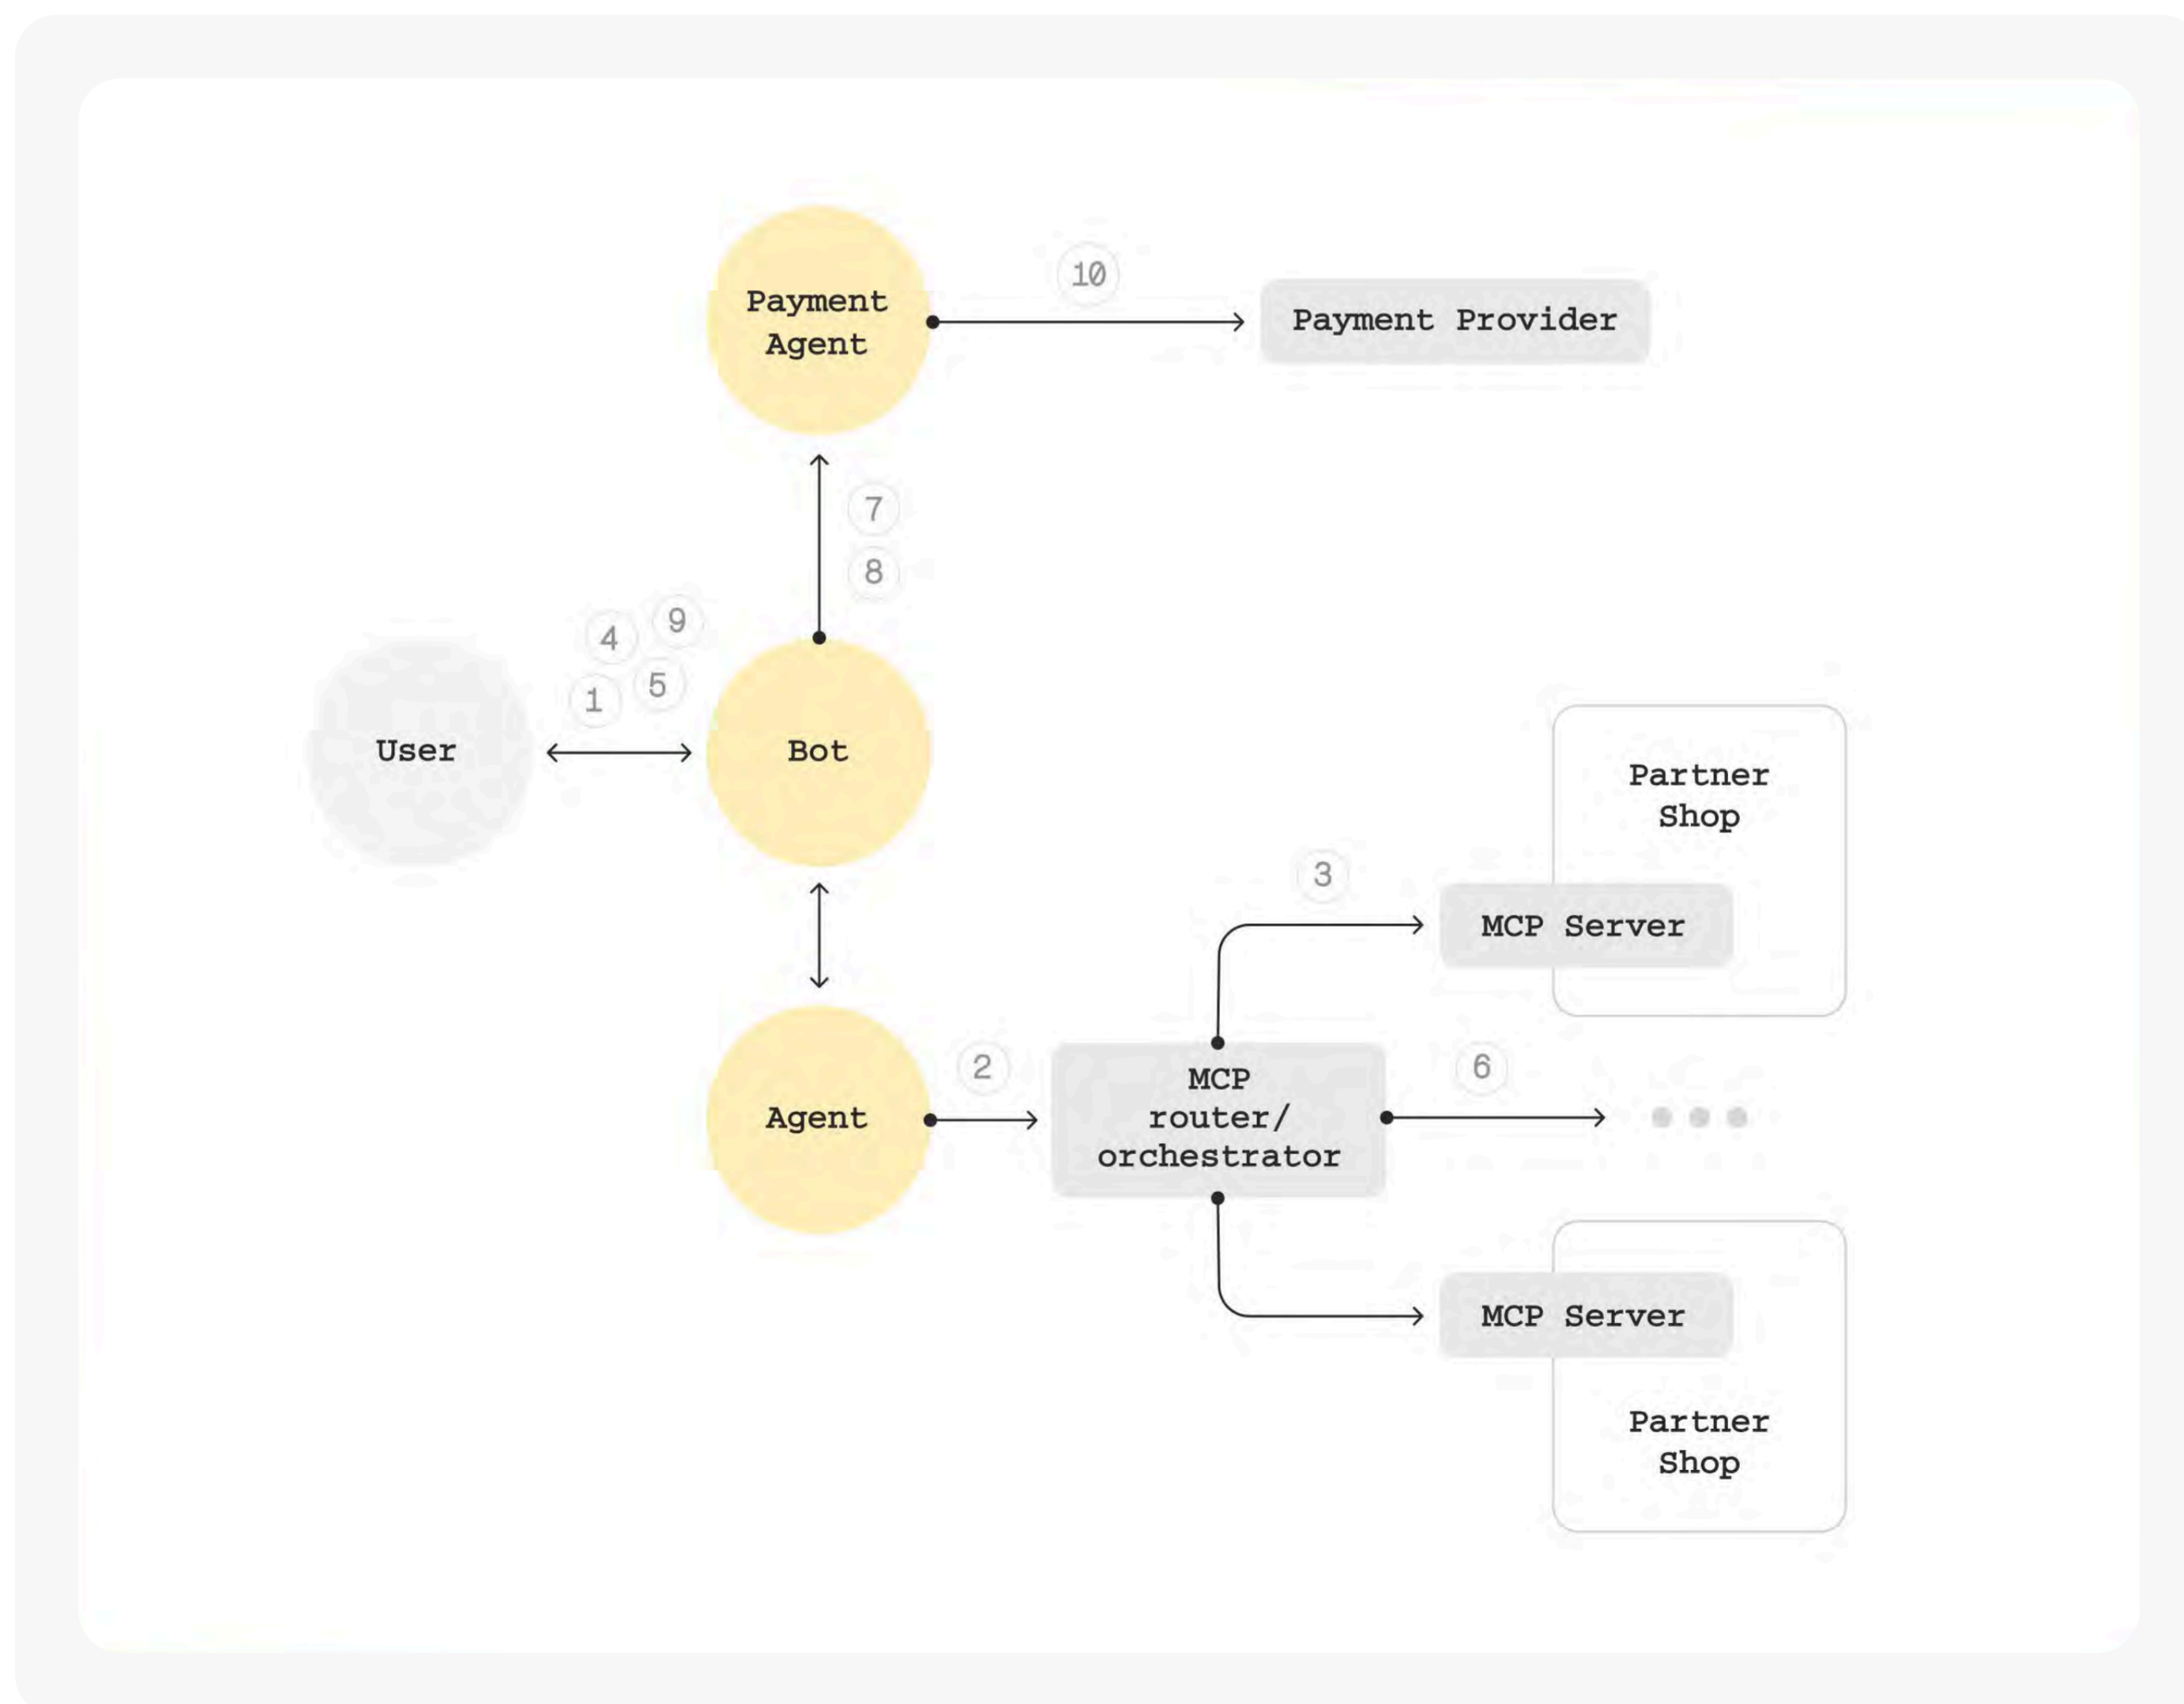 10
Payment
Agent
Payment Provider
7
8
4
9
1
5
User
Bot
Partner
Shop
3
MCP Server
2
6
Agent
MCP
router/
orchestrator
MCP Server
Partner
Shop